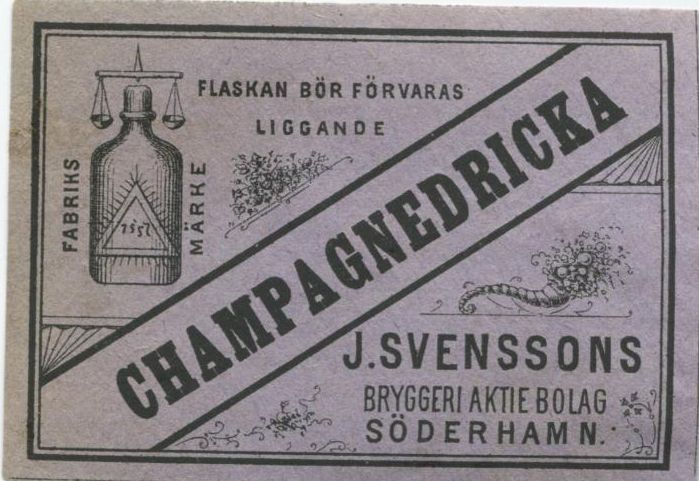 FLASKAN BÖR FÖRVARAS
LIGGANDE
FABRIKS
MÄRKE
CHAMPAGNEDRICKA
J. SVENSSONS
BRYGGERI AKTIE BOLAG
SÖDERHAMN.